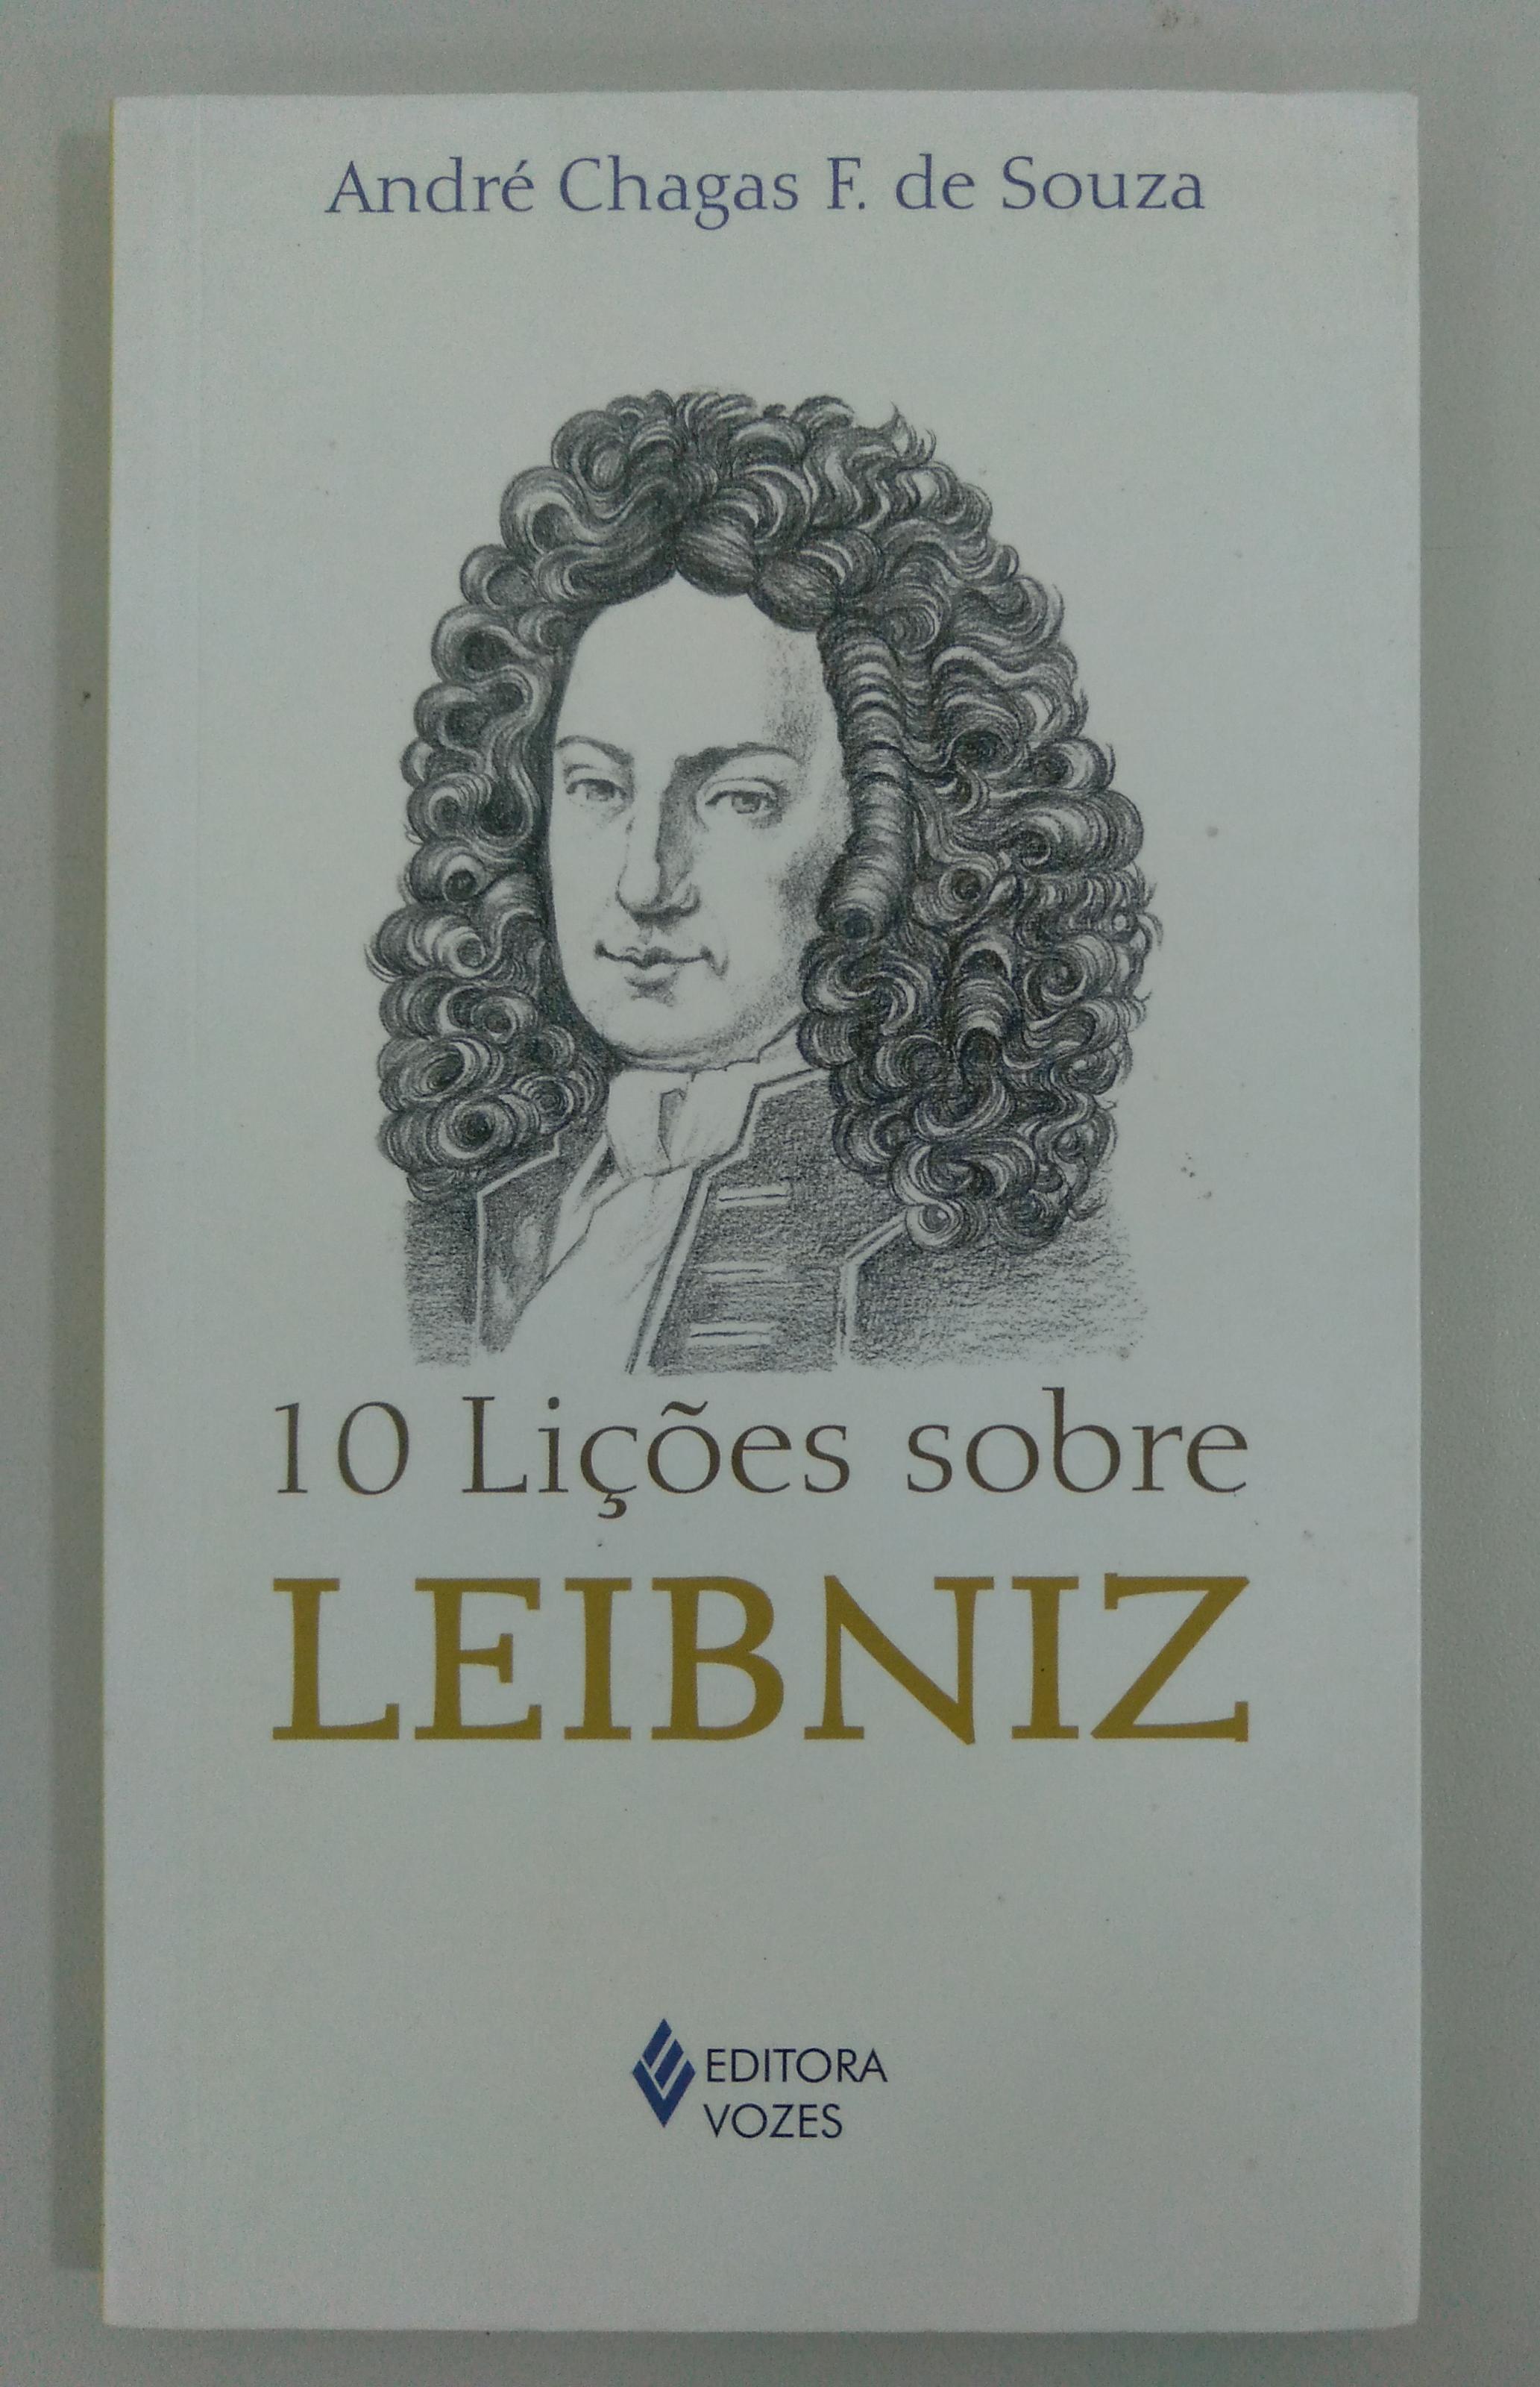 André Chagas F. de Souza
10 Lições sobre
LEIBNIZ
EDITORA
VOZES